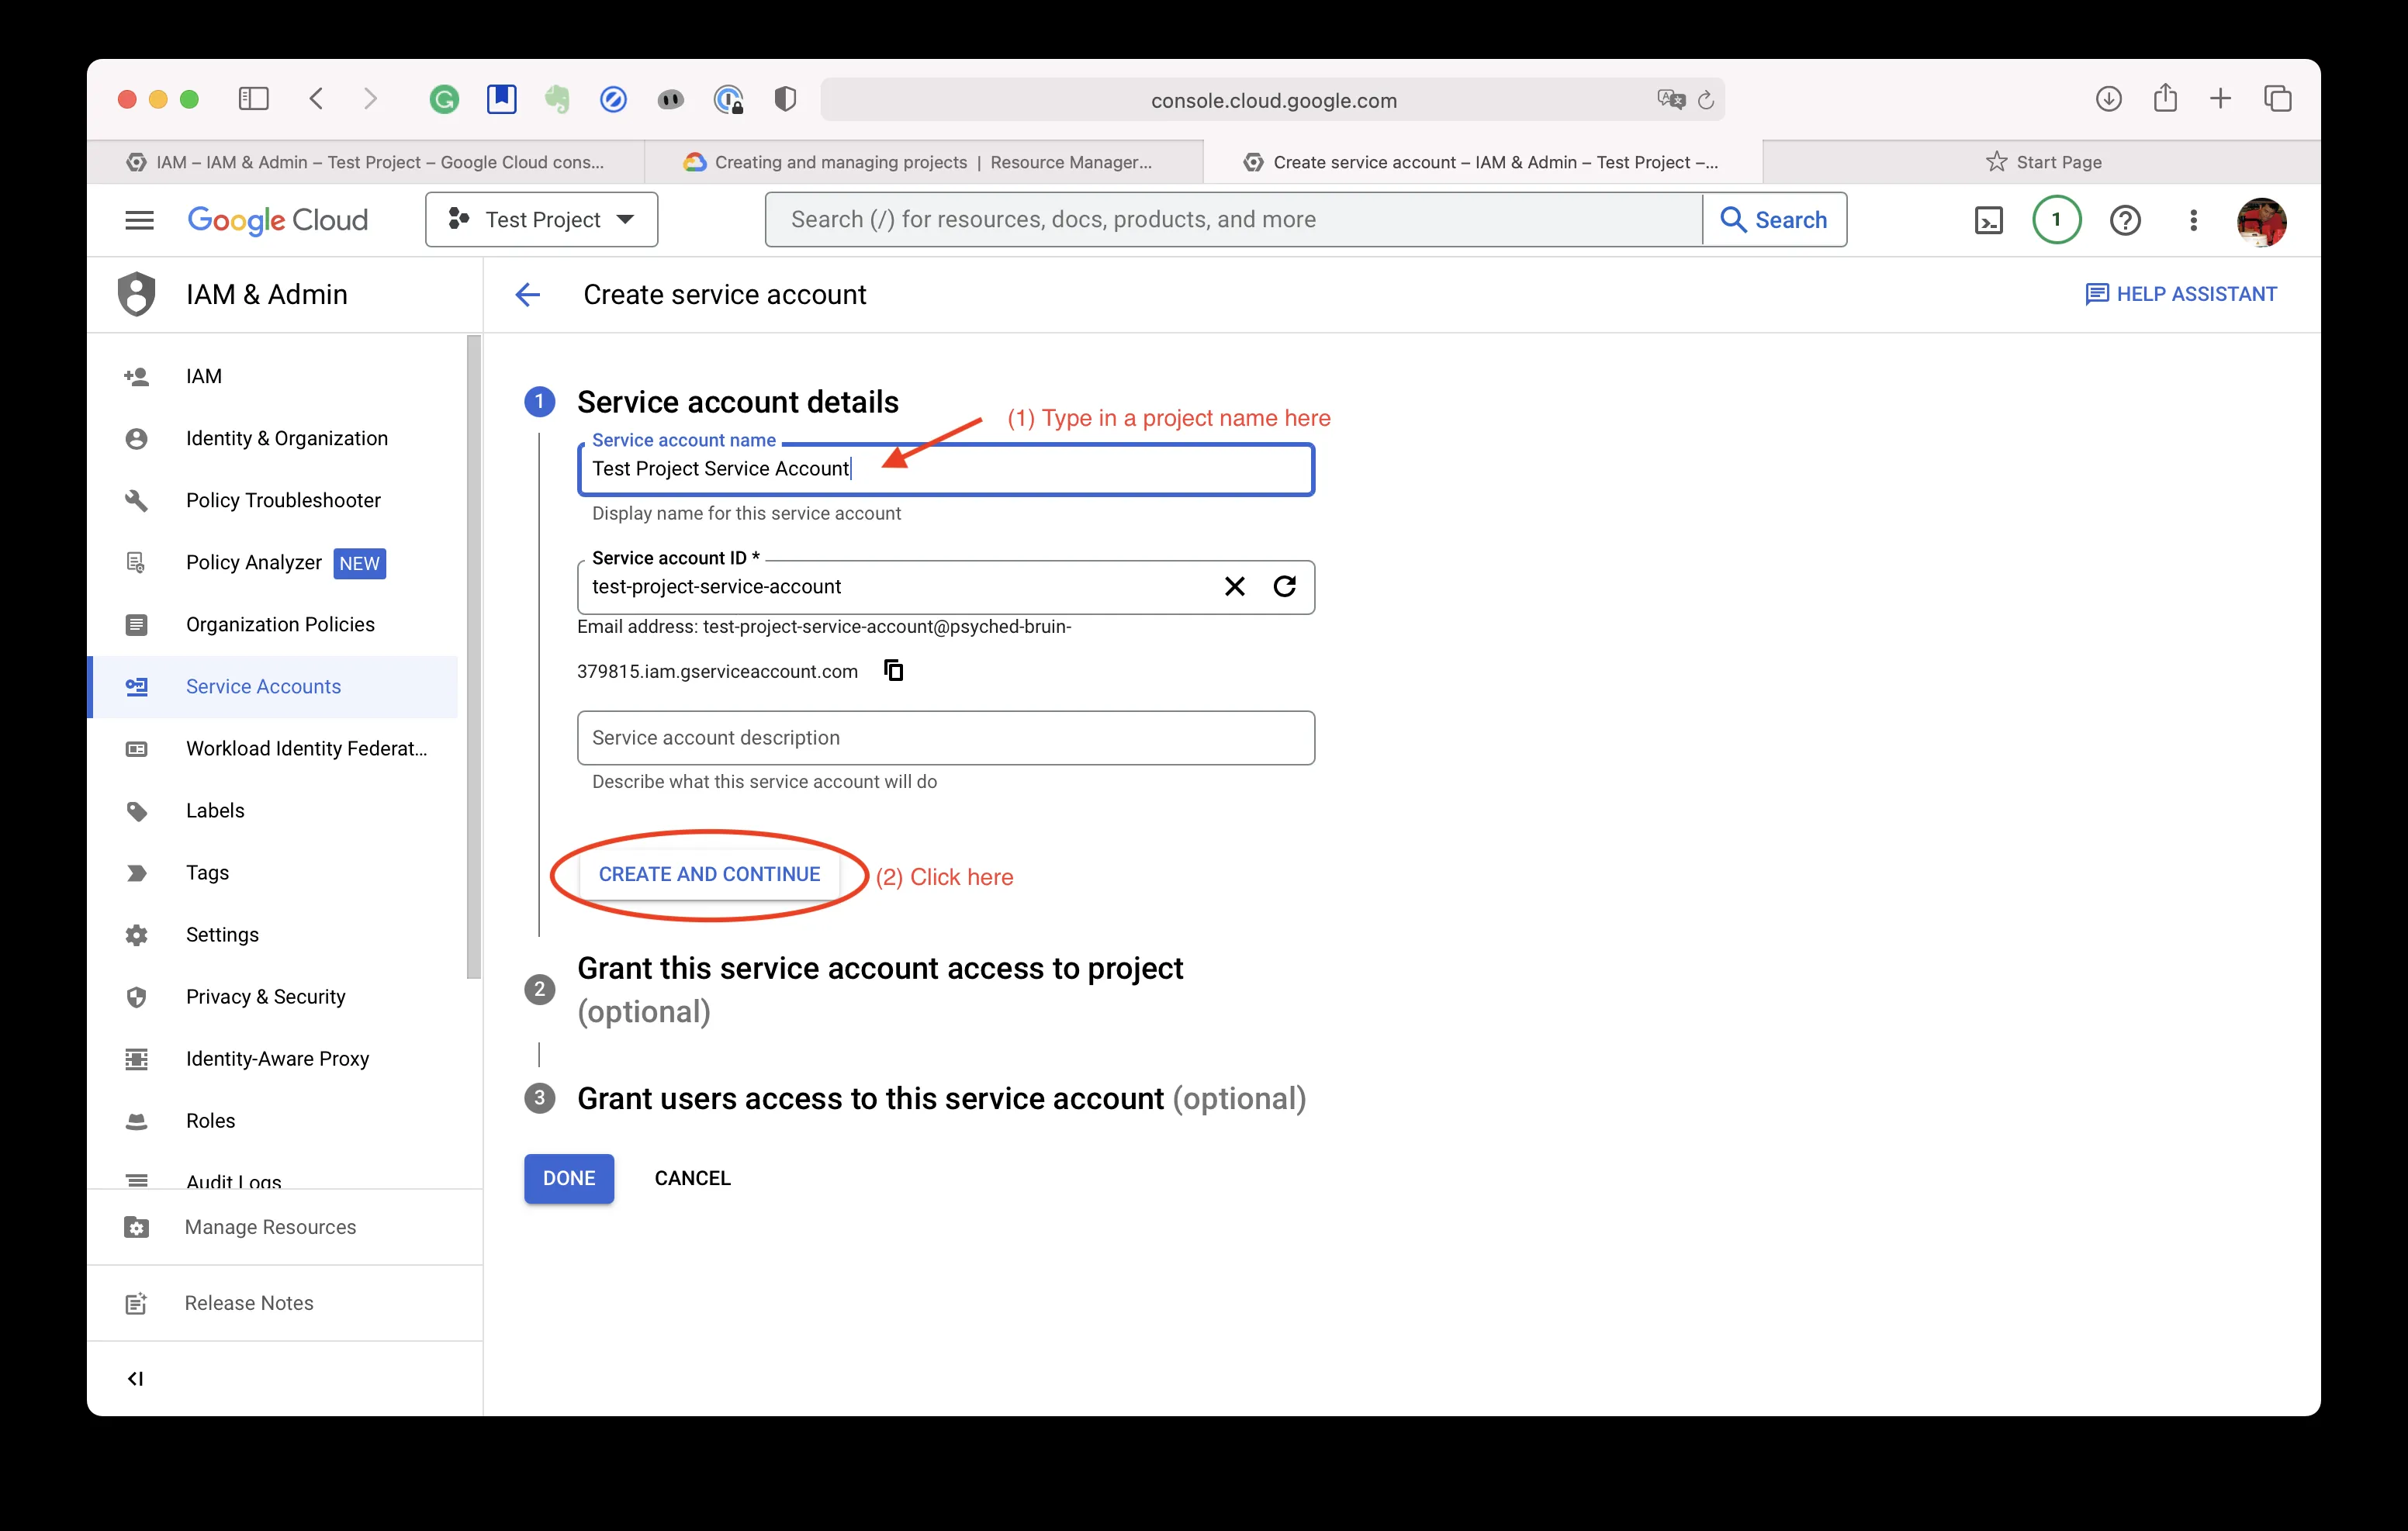 console.cloud.google.com
IAM – IAM & Admin – Test Project – Google Cloud cons...
Creating and managing projects | Resource Manager...
Create service account – IAM & Admin – Test Project –...
Start Page
Google Cloud
Test Project
Search (/) for resources, docs, products, and more
Search
1
IAM & Admin
Create service account
HELP ASSISTANT
IAM
Identity & Organization
Policy Troubleshooter
Policy Analyzer NEW
Organization Policies
Service Accounts
Workload Identity Federat...
Labels
Tags
Settings
Privacy & Security
Identity-Aware Proxy
Roles
Audit Logs
Manage Resources
Release Notes
1 Service account details
(1) Type in a project name here
Service account name
Test Project Service Account
Display name for this service account
Service account ID *
test-project-service-account
Email address: test-project-service-account@psyched-bruin-
379815.iam.gserviceaccount.com
Service account description
Describe what this service account will do
CREATE AND CONTINUE
(2) Click here
2 Grant this service account access to project
(optional)
3 Grant users access to this service account (optional)
DONE
CANCEL